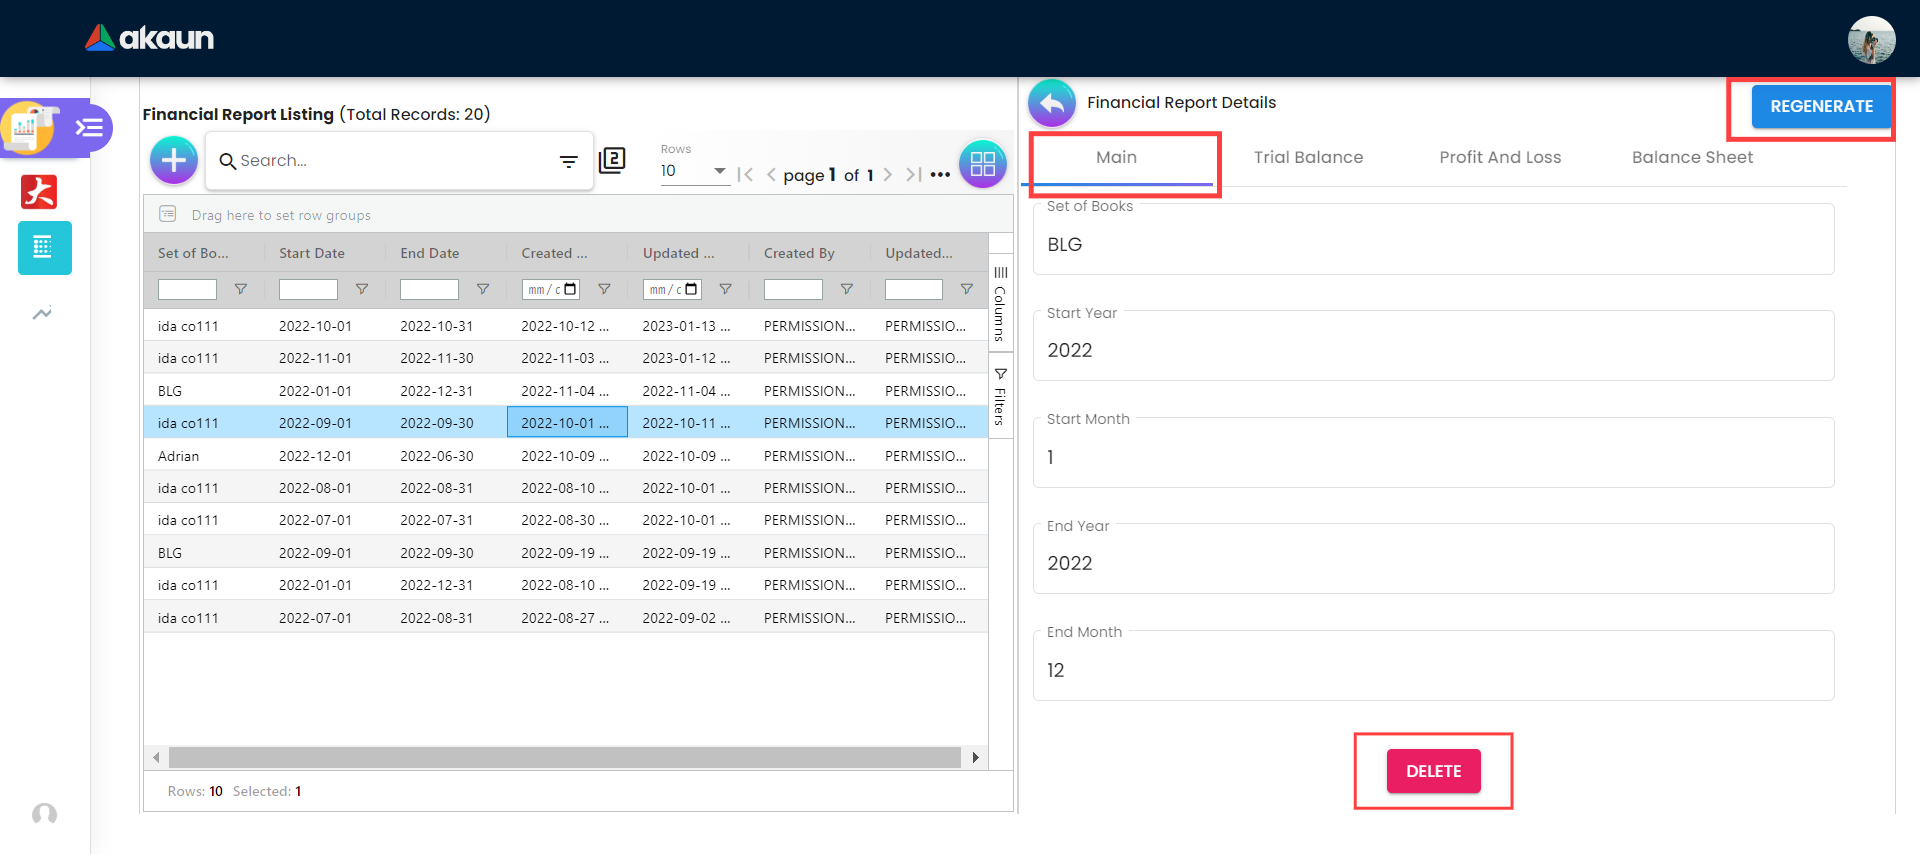 akaun
Financial Report Listing (Total Records: 20)
Search...
2
Rows
10
page 1 of 1
Drag here to set row groups
Set of Bo... Start Date End Date Created ... Updated ... Created By Updated...
mm/d mm/d
ida co111 2022-10-01 2022-10-31 2022-10-12 ... 2023-01-13 ... PERMISSION... PERMISSIO...
ida co111 2022-11-01 2022-11-30 2022-11-03 ... 2023-01-12 ... PERMISSION... PERMISSIO...
BLG 2022-01-01 2022-12-31 2022-11-04 ... 2022-11-04 ... PERMISSION... PERMISSIO...
ida co111 2022-09-01 2022-09-30 2022-10-01 ... 2022-10-11 ... PERMISSION... PERMISSIO...
Adrian 2022-12-01 2022-06-30 2022-10-09 ... 2022-10-09 ... PERMISSION... PERMISSIO...
ida co111 2022-08-01 2022-08-31 2022-08-10 ... 2022-10-01 ... PERMISSION... PERMISSIO...
ida co111 2022-07-01 2022-07-31 2022-08-30 ... 2022-10-01 ... PERMISSION... PERMISSIO...
BLG 2022-09-01 2022-09-30 2022-09-19 ... 2022-09-19 ... PERMISSION... PERMISSIO...
ida co111 2022-01-01 2022-12-31 2022-08-10 ... 2022-09-19 ... PERMISSION... PERMISSIO...
ida co111 2022-07-01 2022-08-31 2022-08-27 ... 2022-09-02 ... PERMISSION... PERMISSIO...
Columns
Filters
Rows: 10 Selected: 1
Financial Report Details
REGENERATE
Main Trial Balance Profit And Loss Balance Sheet
Set of Books
BLG
Start Year
2022
Start Month
1
End Year
2022
End Month
12
DELETE